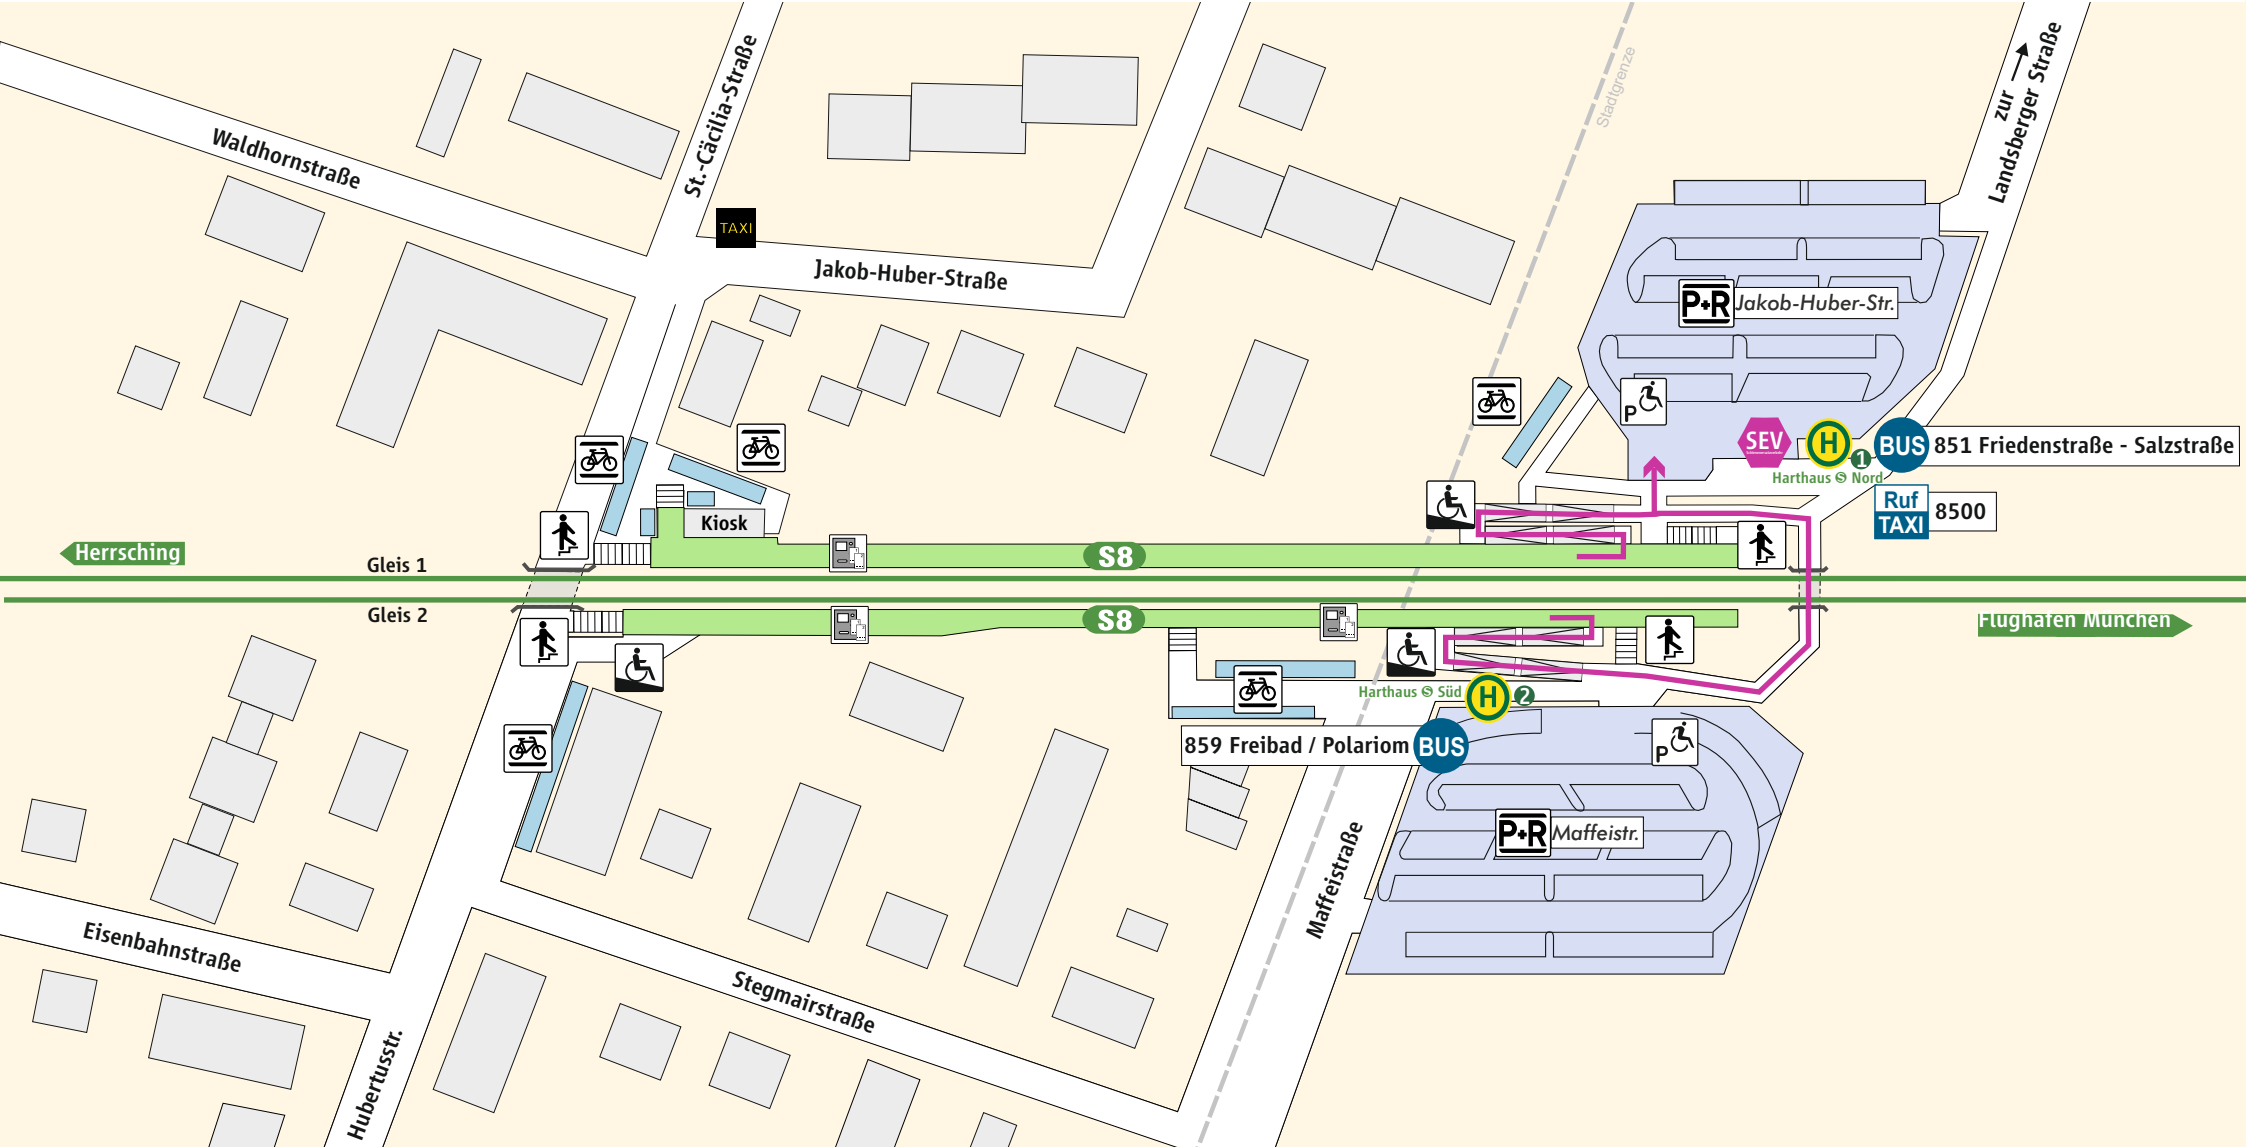 Stadtgrenze
zur
Landsberger Straße
St.-Cäcilia-Straße
Waldhornstraße
TAXI
Jakob-Huber-Straße
P+R Jakob-Huber-Str.
P
SEV
H
1
BUS
851 Friedenstraße - Salzstraße
Harthaus S Nord
Ruf
TAXI
8500
Kiosk
Herrsching
Gleis 1
S8
Gleis 2
S8
Flughafen München
Harthaus S Süd
H
2
859 Freibad / Polariom
BUS
P
P+R Maffeistr.
Maffeistraße
Eisenbahnstraße
Stegmairstraße
Hubertusstr.